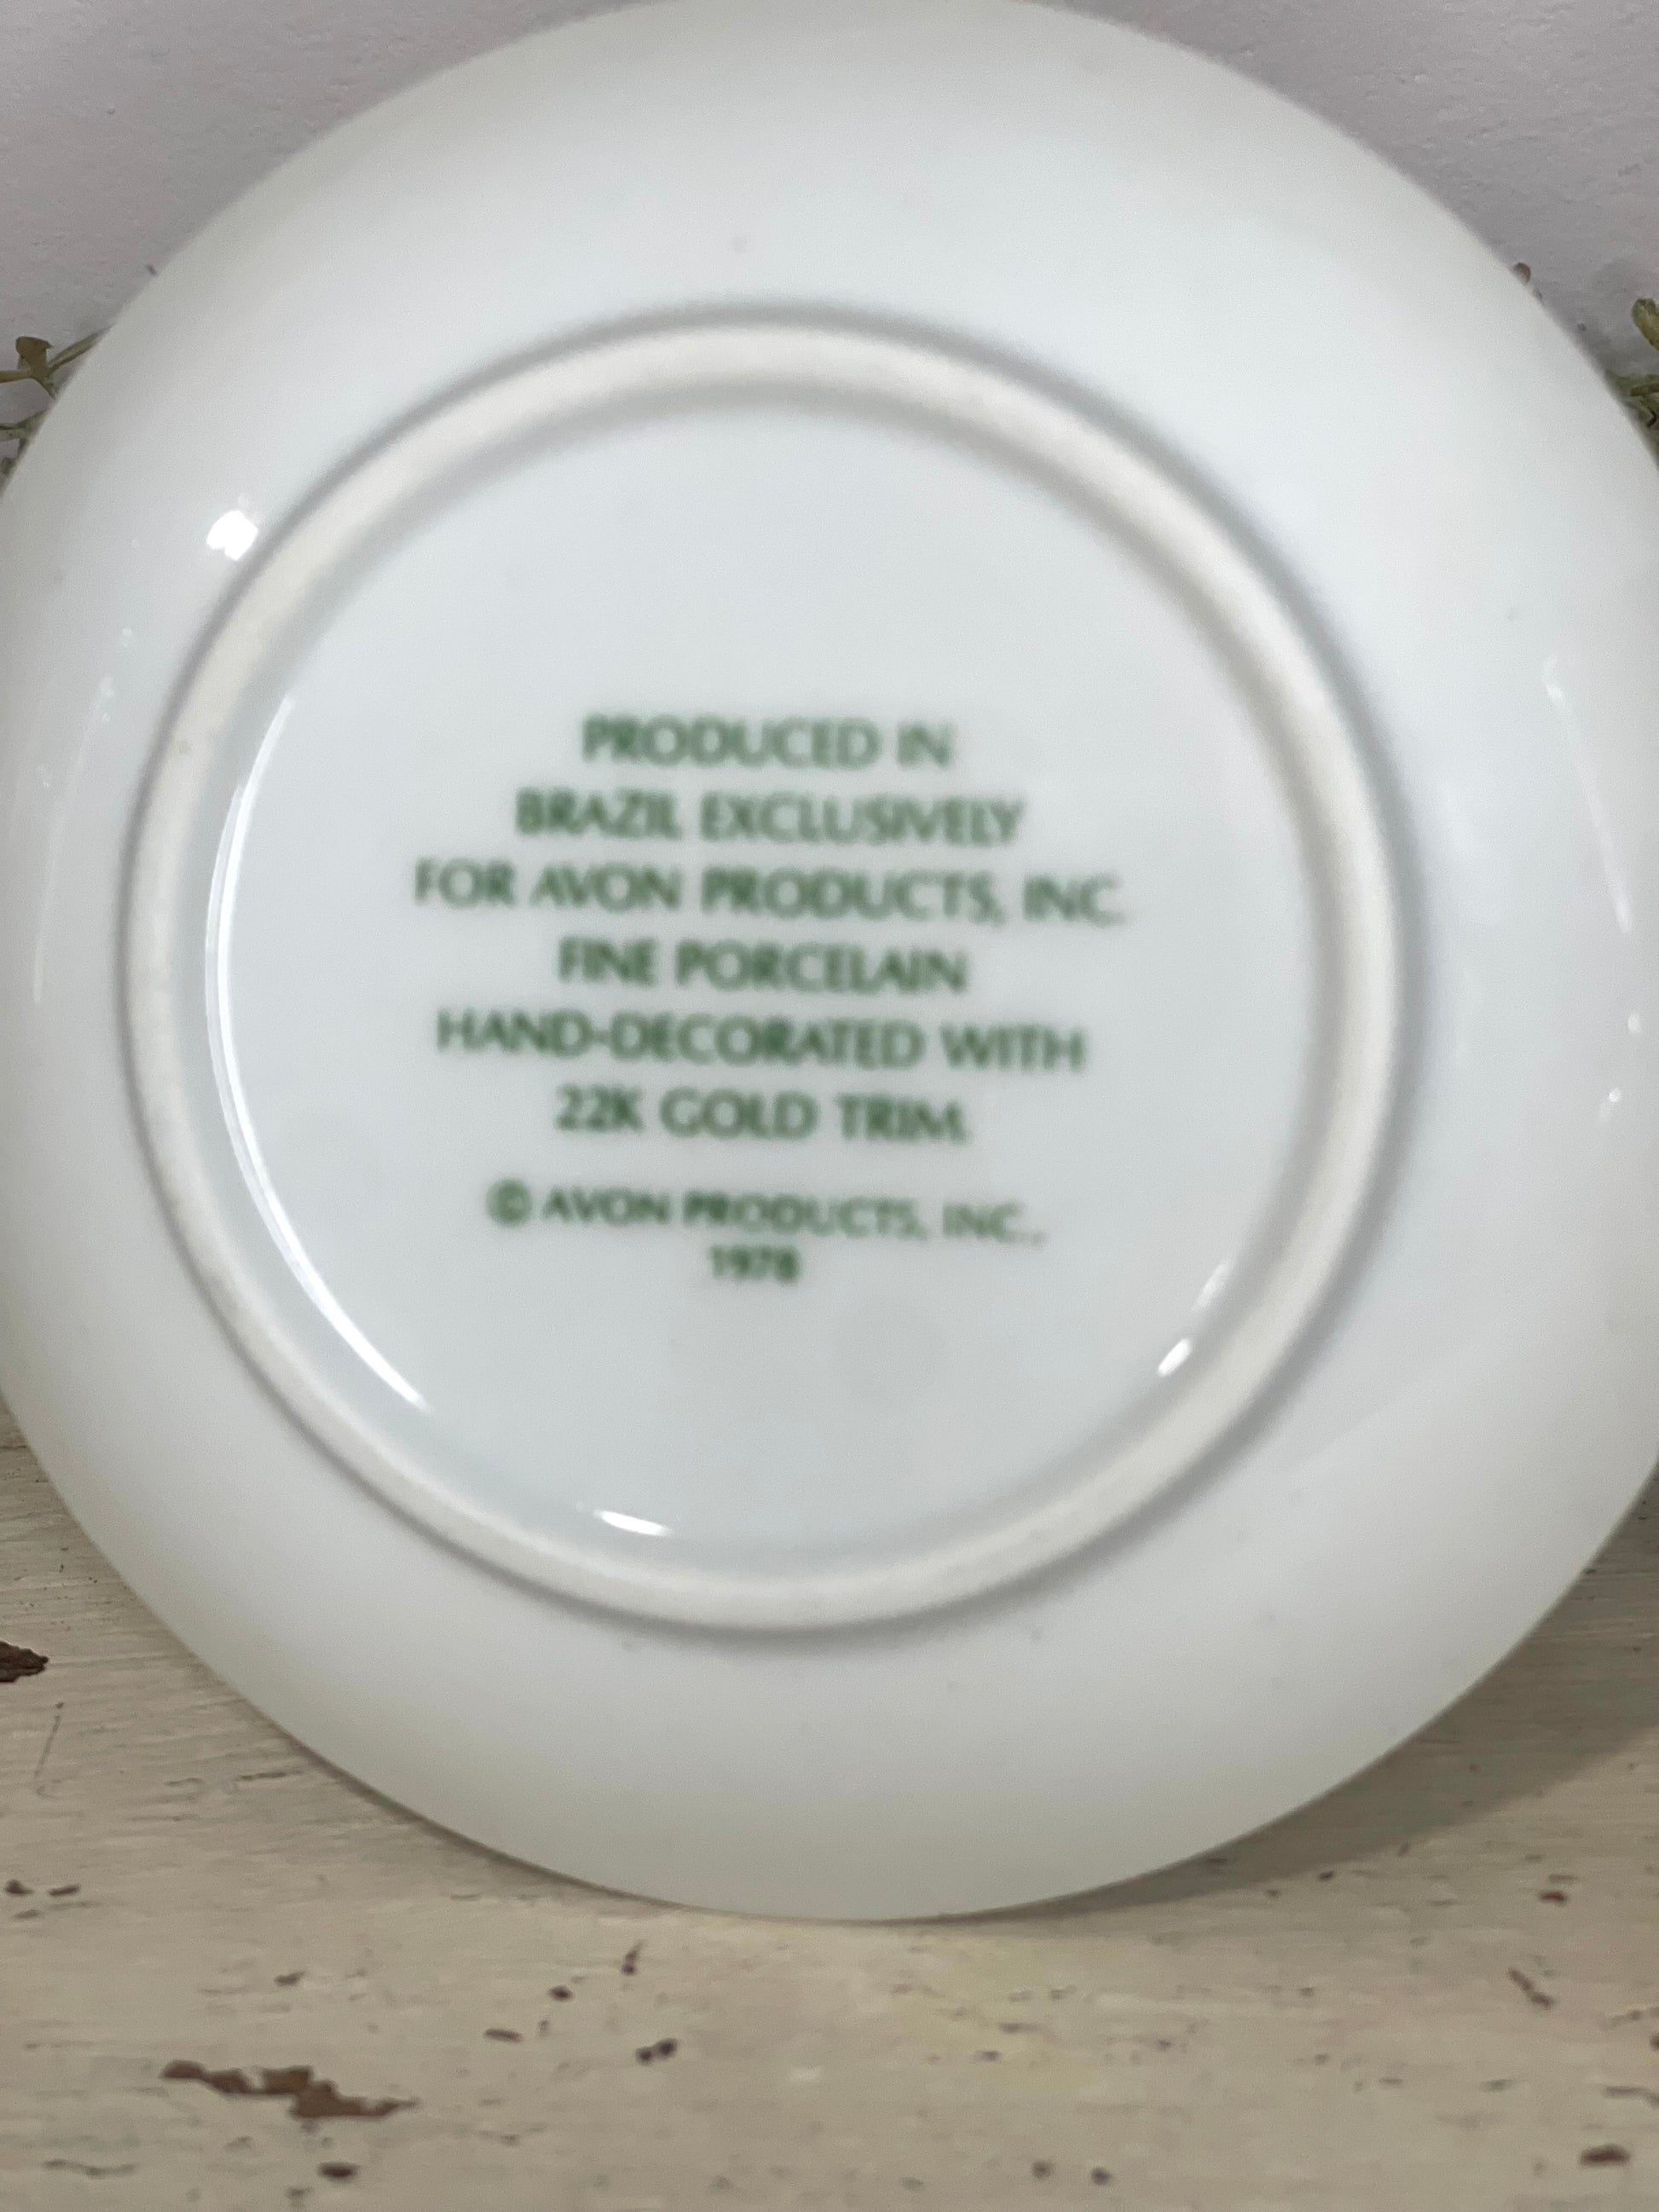 PRODUCED IN
BRAZIL EXCLUSIVELY
FOR AVON PRODUCTS, INC.
FINE PORCELAIN
HAND-DECORATED WITH
22K GOLD TRIM.
© AVON PRODUCTS, INC.,
1978